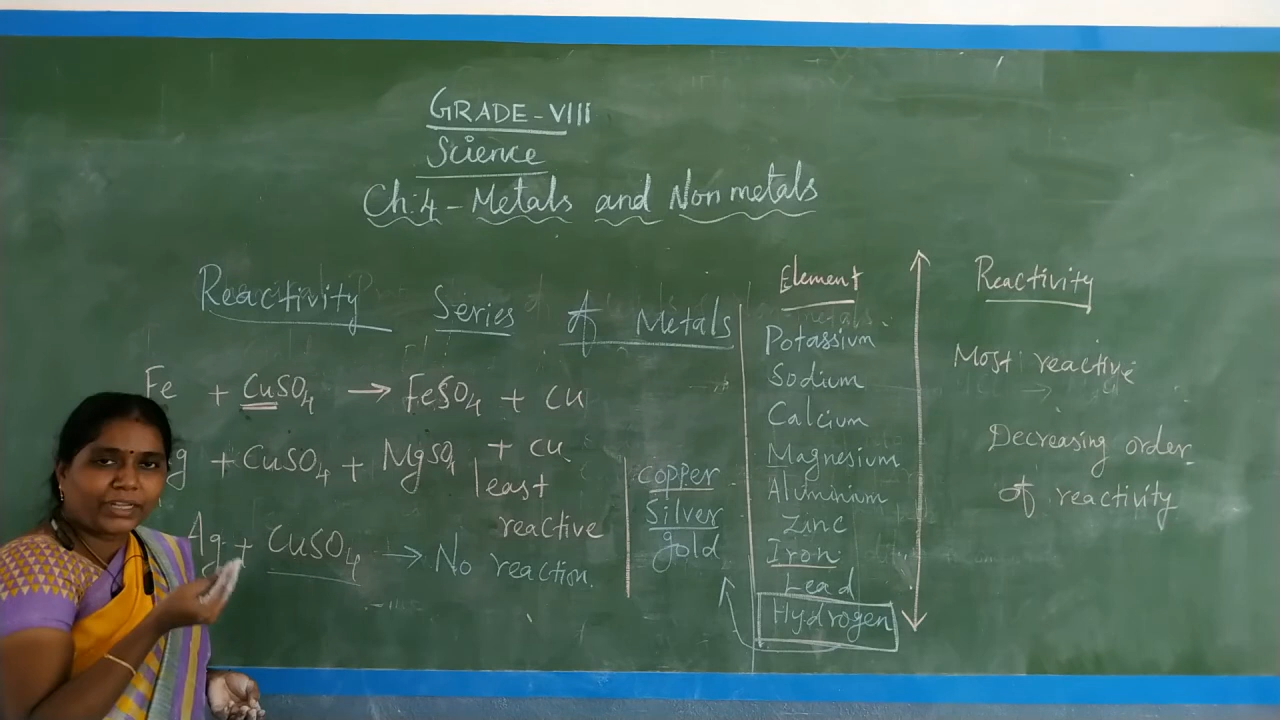 GRADE-VIII
Science
Ch:4 - Metals and Non metals
Reactivity Series of Metals
Fe + CuSO4 → FeSO4 + cu
g + CuSO4 + MgSO4 + cu
least
reactive
Ag + CuSO4 → No reaction.
copper
Silver
gold
Element
Potassium
Sodium
Calcium
Magnesium
Aluminium
Zinc
Iron
Lead
Hydrogen
Reactivity
Most reactive
Decreasing order
of reactivity